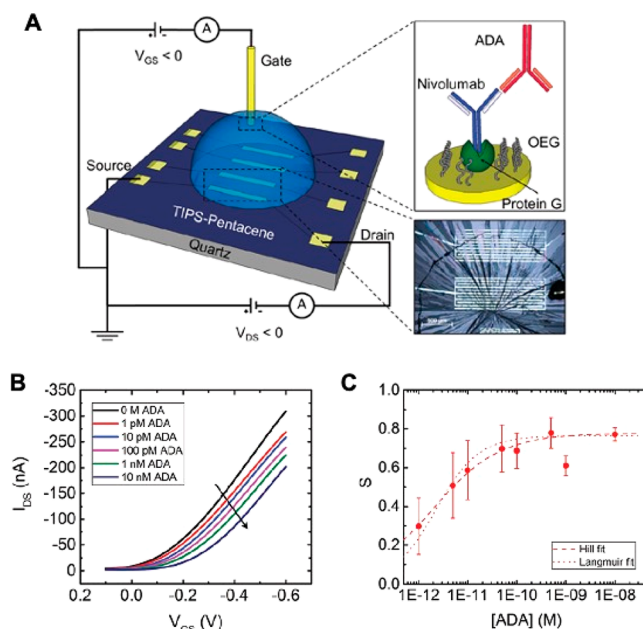 A
A
V_GS < 0
Gate
Source
TIPS-Pentacene
Drain
Quartz
A
V_DS < 0
ADA
Nivolumab
OEG
Protein G
B
-350
-300
-250
-200
-150
-100
-50
0
I_DS (nA)
0 M ADA
1 pM ADA
10 pM ADA
100 pM ADA
1 nM ADA
10 nM ADA
0.2 0.0 -0.2 -0.4 -0.6
V_GS (V)
C
1.0
0.8
0.6
0.4
0.2
0.0
S
Hill fit
Langmuir fit
1E-12 1E-11 1E-10 1E-09 1E-08
[ADA] (M)